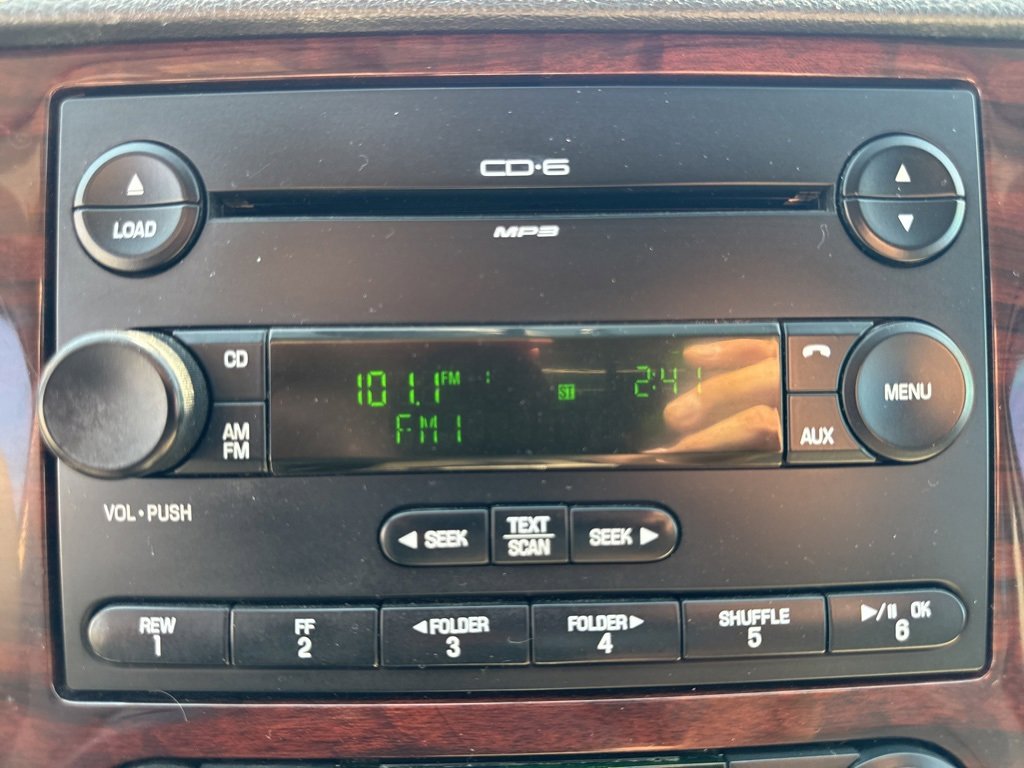 CD·6
LOAD
MP3
CD
AM
FM
101.1 FM 1
ST
2:41
FM1
AUX
MENU
VOL·PUSH
◀ SEEK
TEXT
SCAN
SEEK ▶
REW
1
FF
2
◀FOLDER
3
FOLDER▶
4
SHUFFLE
5
▶/II OK
6